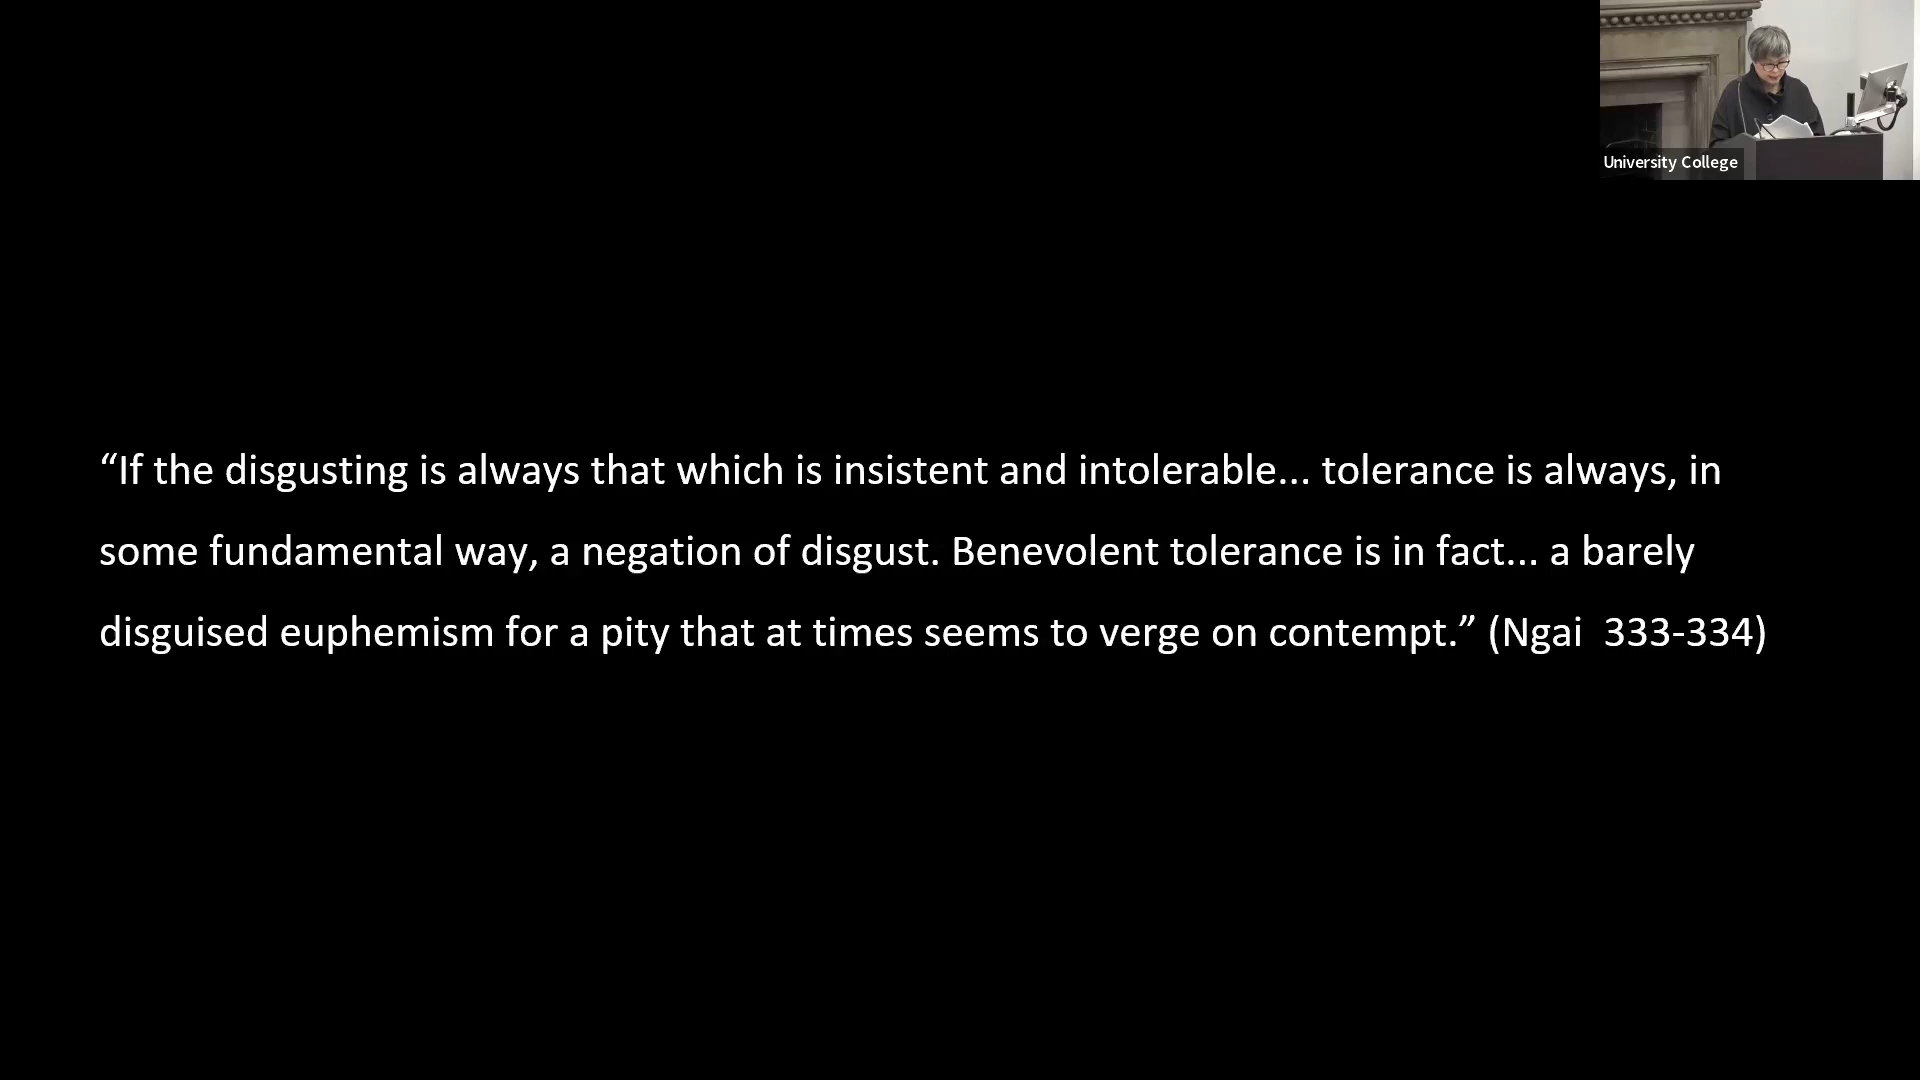 University College
“If the disgusting is always that which is insistent and intolerable... tolerance is always, in
some fundamental way, a negation of disgust. Benevolent tolerance is in fact... a barely
disguised euphemism for a pity that at times seems to verge on contempt.” (Ngai  333-334)